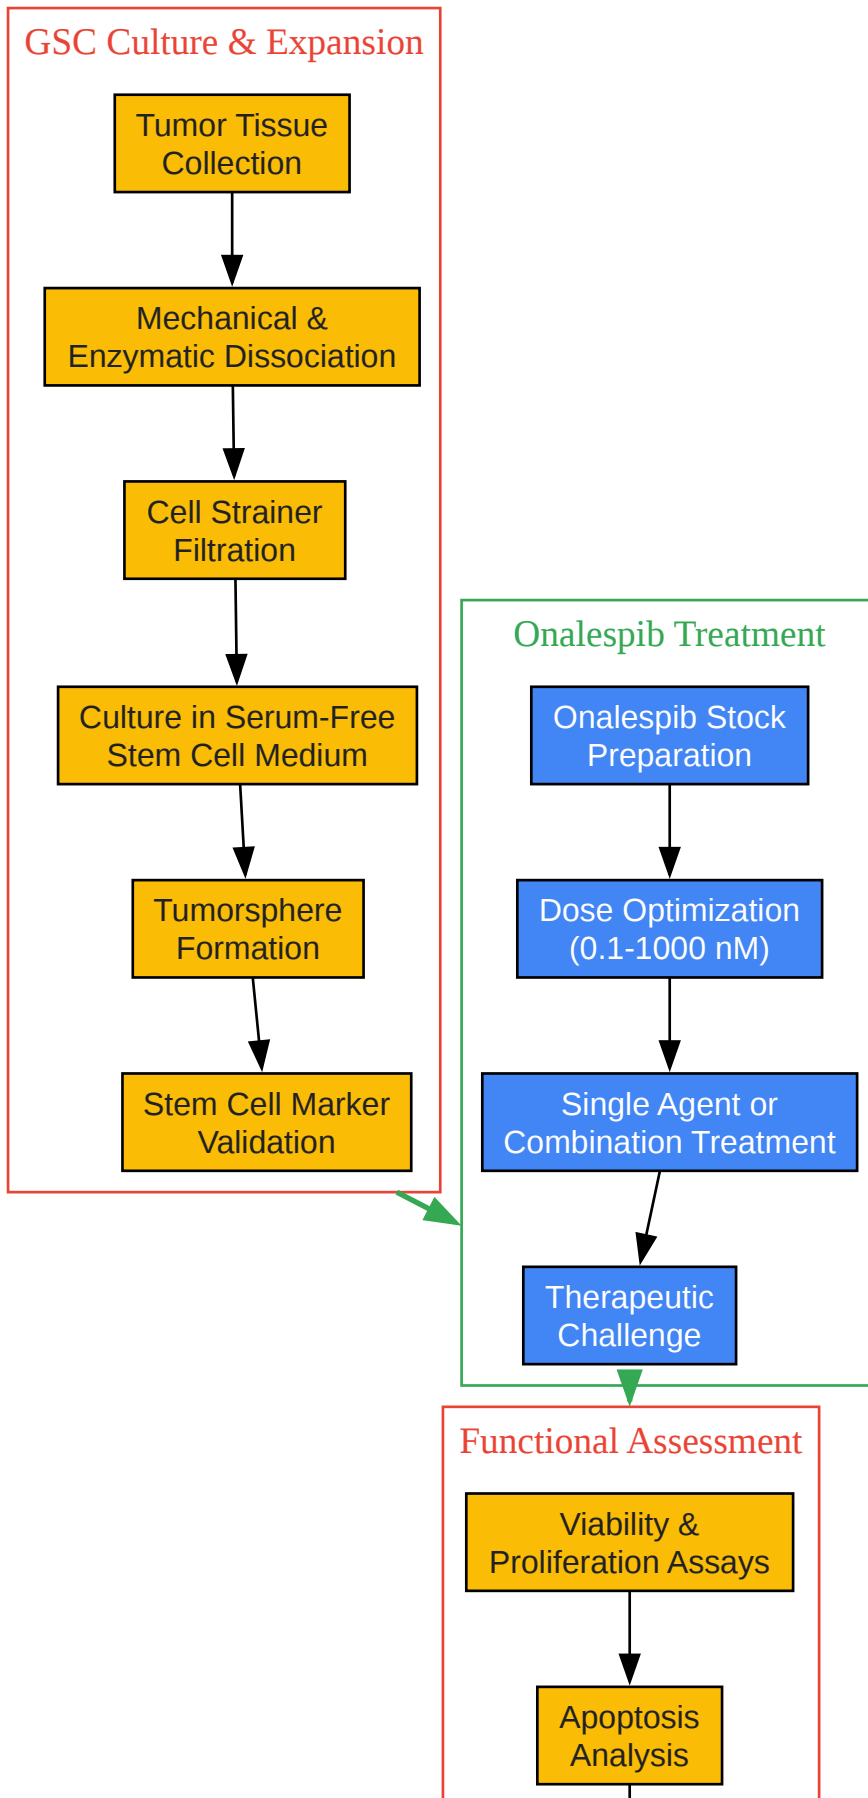 GSC Culture & Expansion
Tumor Tissue
Collection
Mechanical &
Enzymatic Dissociation
Cell Strainer
Filtration
Culture in Serum-Free
Stem Cell Medium
Tumorsphere
Formation
Stem Cell Marker
Validation
Onalespib Treatment
Onalespib Stock
Preparation
Dose Optimization
(0.1-1000 nM)
Single Agent or
Combination Treatment
Therapeutic
Challenge
Functional Assessment
Viability &
Proliferation Assays
Apoptosis
Analysis